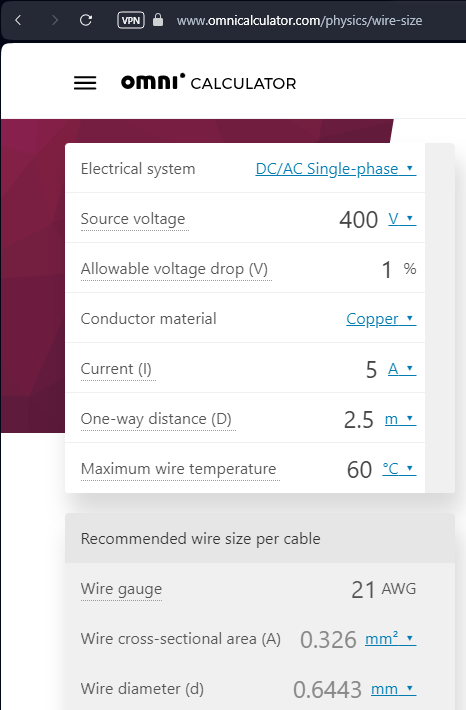 VPN www.omnicalculator.com/physics/wire-size
omni CALCULATOR
Electrical system DC/AC Single-phase
Source voltage 400 V
Allowable voltage drop (V) 1 %
Conductor material Copper
Current (I) 5 A
One-way distance (D) 2.5 m
Maximum wire temperature 60 °C
Recommended wire size per cable
Wire gauge 21 AWG
Wire cross-sectional area (A) 0.326 mm²
Wire diameter (d) 0.6443 mm